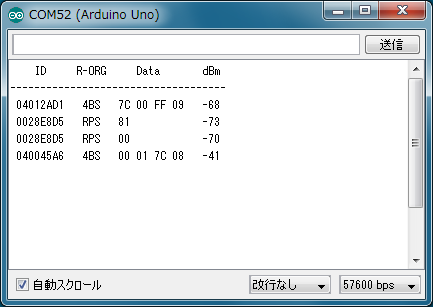 COM52 (Arduino Uno)
送信
ID R-ORG Data dBm
--------------------------------
04012AD1 4BS 7C 00 FF 09 -68
0028E8D5 RPS 81 -73
0028E8D5 RPS 00 -70
040045A6 4BS 00 01 7C 08 -41
自動スクロール 改行なし 57600 bps